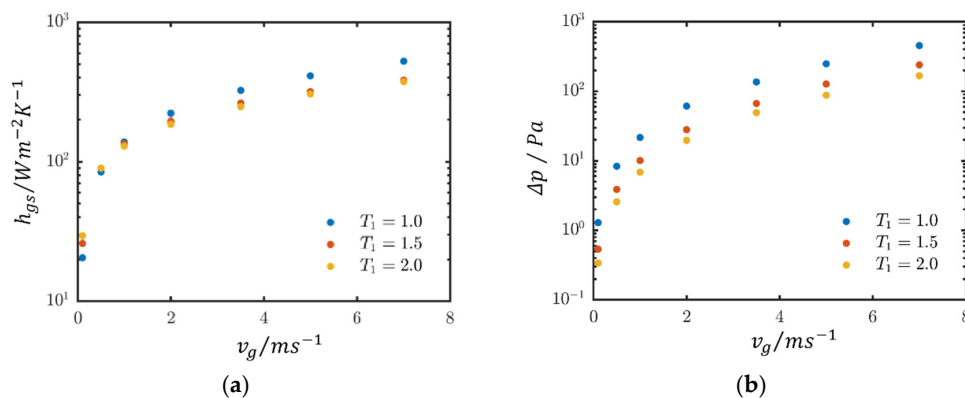 10³
10²
10¹
h_gs/Wm⁻²K⁻¹
T₁ = 1.0
T₁ = 1.5
T₁ = 2.0
0 2 4 6 8
v_g/ms⁻¹
(a)
10³
10²
10¹
10⁰
10⁻¹
Δp / Pa
T₁ = 1.0
T₁ = 1.5
T₁ = 2.0
0 2 4 6 8
v_g/ms⁻¹
(b)